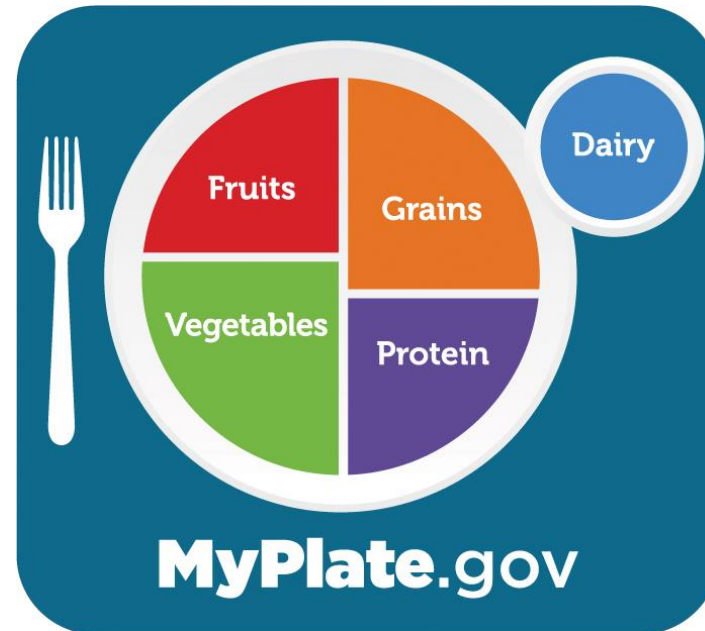 Fruits
Grains
Dairy
Vegetables
Protein
MyPlate.gov